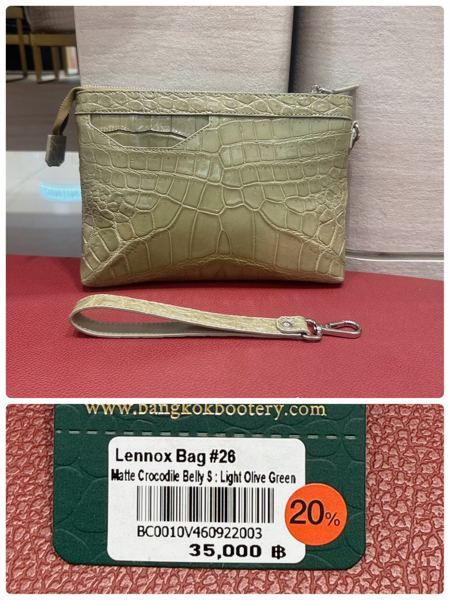 www.bangkokbootery.com
Lennox Bag #26
Matte Crocodile Belly S : Light Olive Green
BC0010V460922003
35,000 ฿
20%